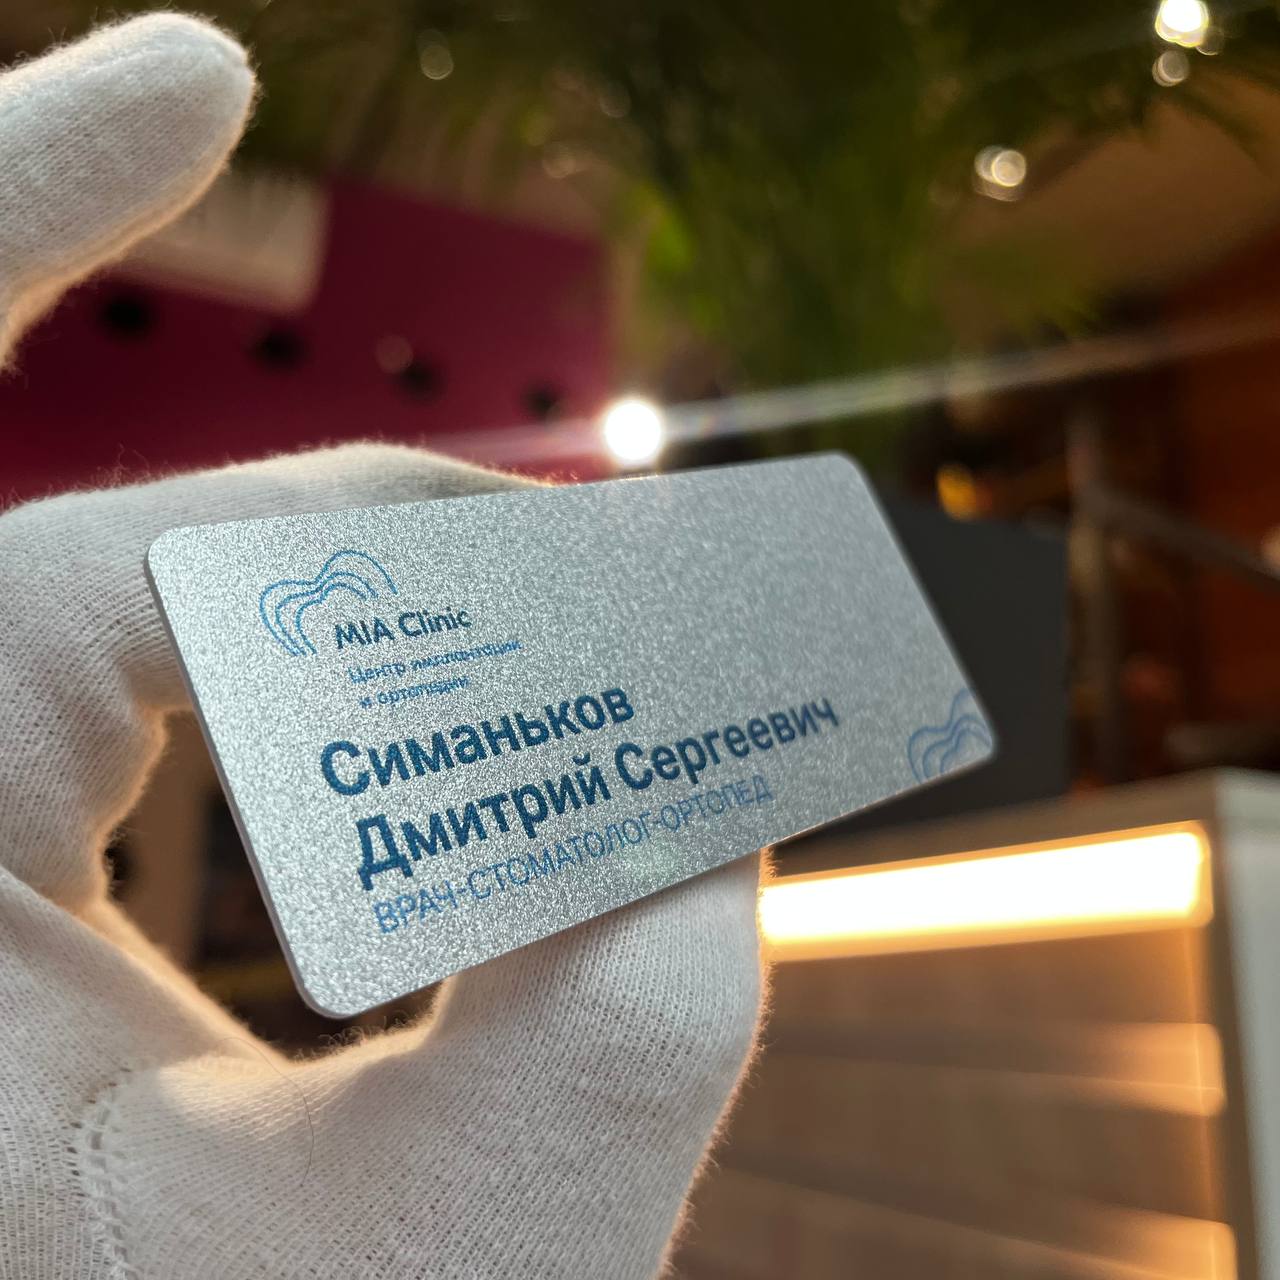 MIA Clinic
Центр имплантации
и ортопедии
Симаньков
Дмитрий Сергеевич
ВРАЧ-СТОМАТОЛОГ-ОРТОПЕД